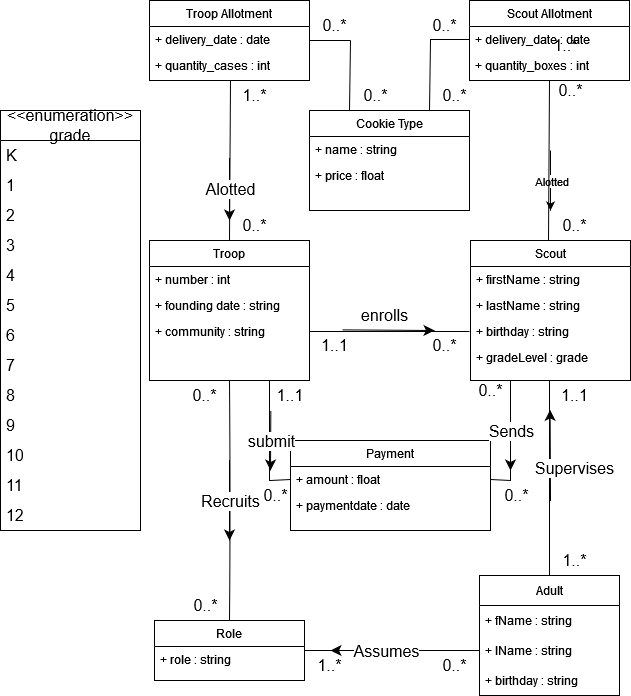 Troop Allotment
+ delivery_date : date
+ quantity_cases : int
Scout Allotment
+ delivery_date : date
+ quantity_boxes : int
0..*
0..*
1..*
1..*
0..*
0..*
0..*
Cookie Type
+ name : string
+ price : float
<<enumeration>>
grade
K
1
2
3
4
5
6
7
8
9
10
11
12
Alotted
Alotted
0..*
0..*
Troop
+ number : int
+ founding date : string
+ community : string
enrolls
1..1
0..*
Scout
+ firstName : string
+ lastName : string
+ birthday : string
+ gradeLevel : grade
0..*
1..1
0..*
1..1
submit
Sends
Payment
+ amount : float
+ paymentdate : date
0..*
0..*
Recruits
Supervises
0..*
1..*
Role
+ role : string
Assumes
1..*
0..*
Adult
+ fName : string
+ lName : string
+ birthday : string